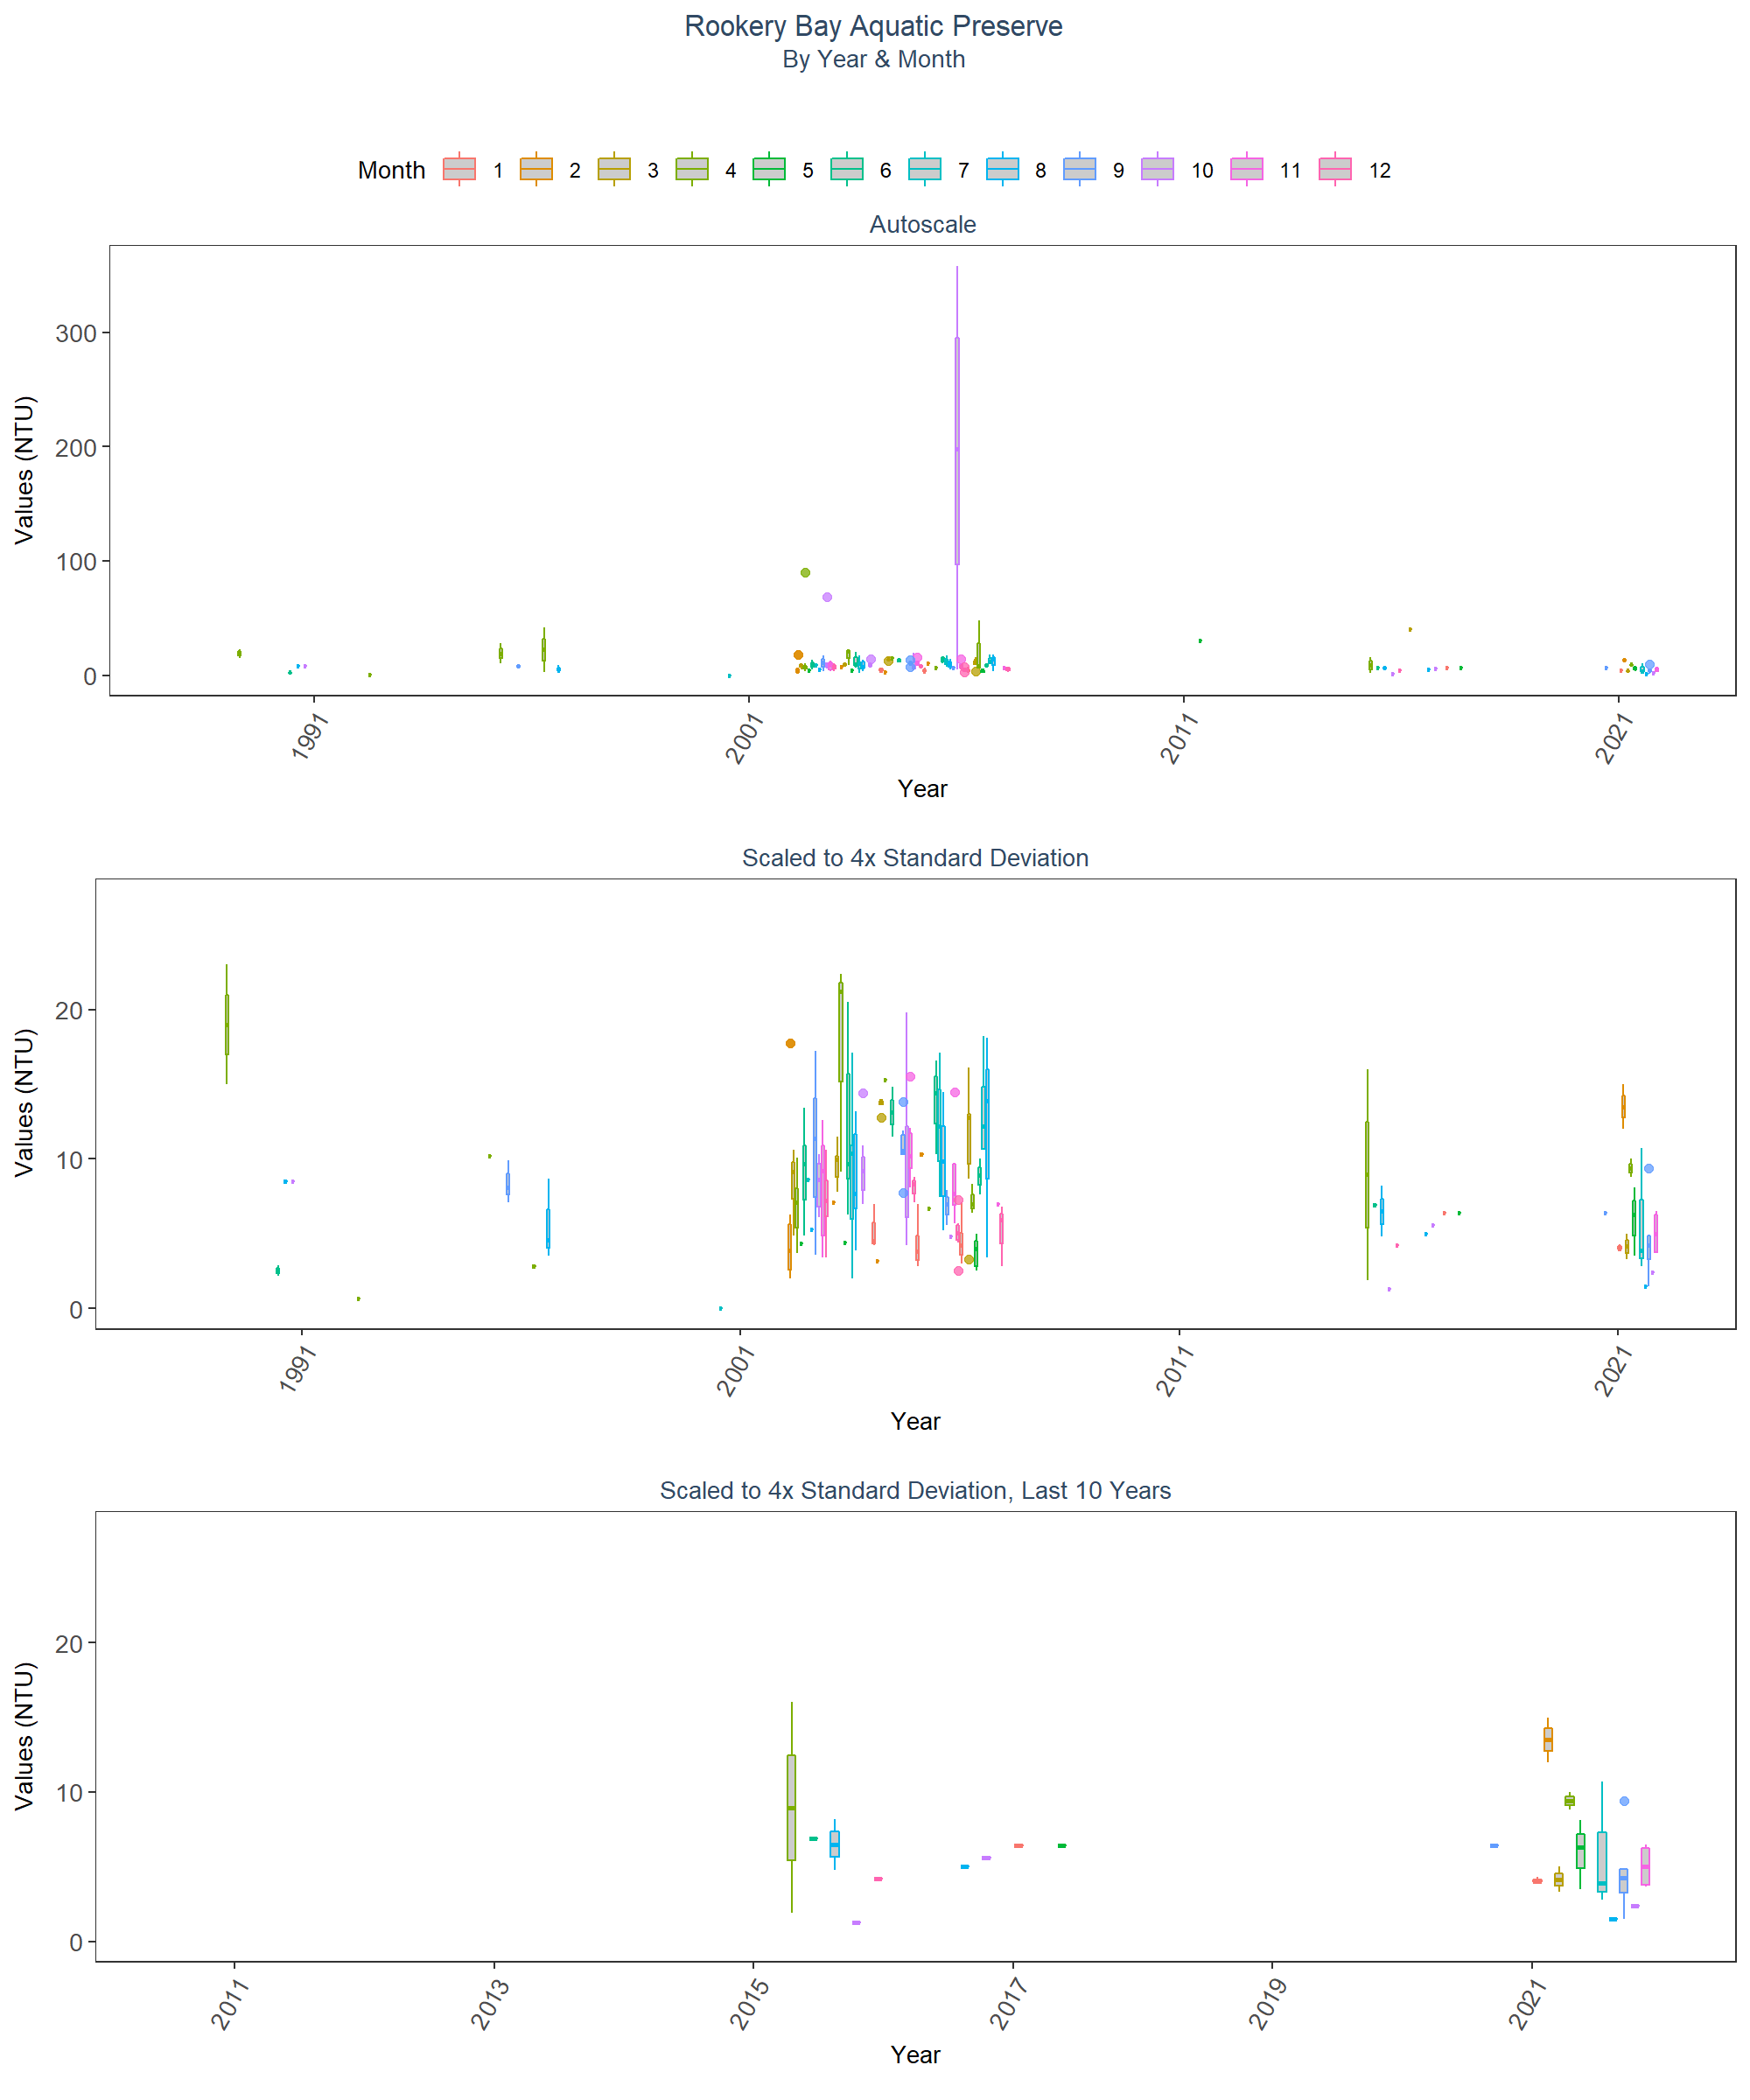 Rookery Bay Aquatic Preserve
By Year & Month
Month 1 2 3 4 5 6 7 8 9 10 11 12
Autoscale
Values (NTU)
300
200
100
0
1991 2001 2011 2021
Year
Scaled to 4x Standard Deviation
Values (NTU)
20
10
0
1991 2001 2011 2021
Year
Scaled to 4x Standard Deviation, Last 10 Years
Values (NTU)
20
10
0
2011 2013 2015 2017 2019 2021
Year